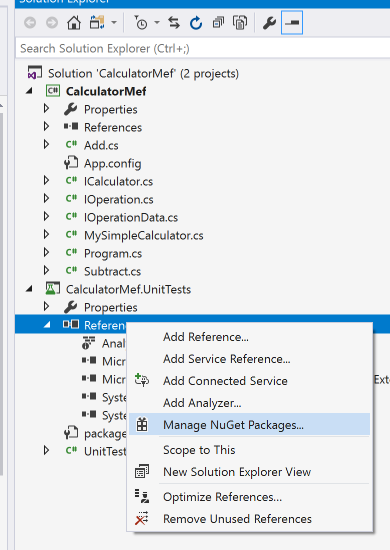 Solution Explorer
Search Solution Explorer (Ctrl+;)
Solution 'CalculatorMef' (2 projects)
C# CalculatorMef
Properties
References
C# Add.cs
App.config
C# ICalculator.cs
C# IOperation.cs
C# IOperationData.cs
C# MySimpleCalculator.cs
C# Program.cs
C# Subtract.cs
CalculatorMef.UnitTests
Properties
Add Reference...
Add Service Reference...
Add Connected Service
Add Analyzer...
Manage NuGet Packages...
Scope to This
New Solution Explorer View
Optimize References...
Remove Unused References
Referen
Anal
Micr
Micr
Exte
Syste
Syste
package
C# UnitTest